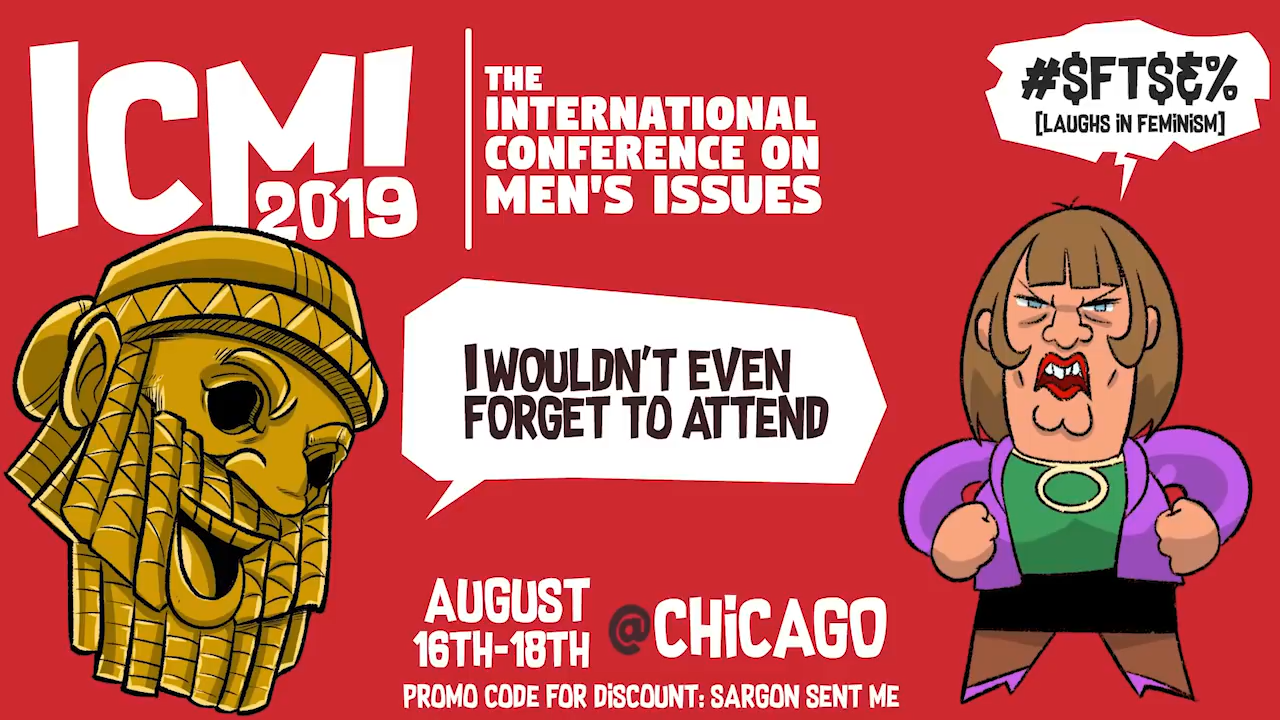 ICMI
2019
THE
INTERNATIONAL
CONFERENCE ON
MEN'S ISSUES
#$FT$&%
[LAUGHS IN FEMINISM]
I WOULDN'T EVEN
FORGET TO ATTEND
AUGUST
16TH-18TH
@CHICAGO
PROMO CODE FOR DISCOUNT: SARGON SENT ME